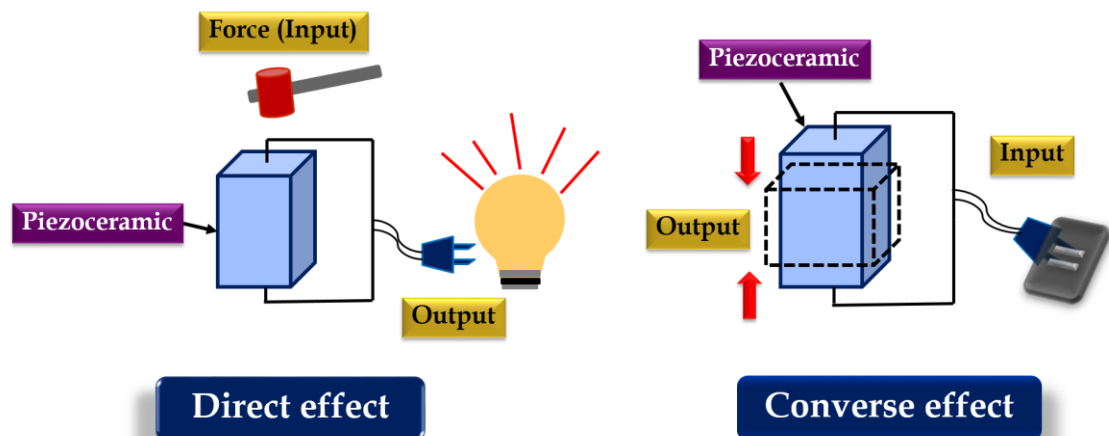 Force (Input)
Piezoceramic
Output
Direct effect
Piezoceramic
Input
Output
Converse effect